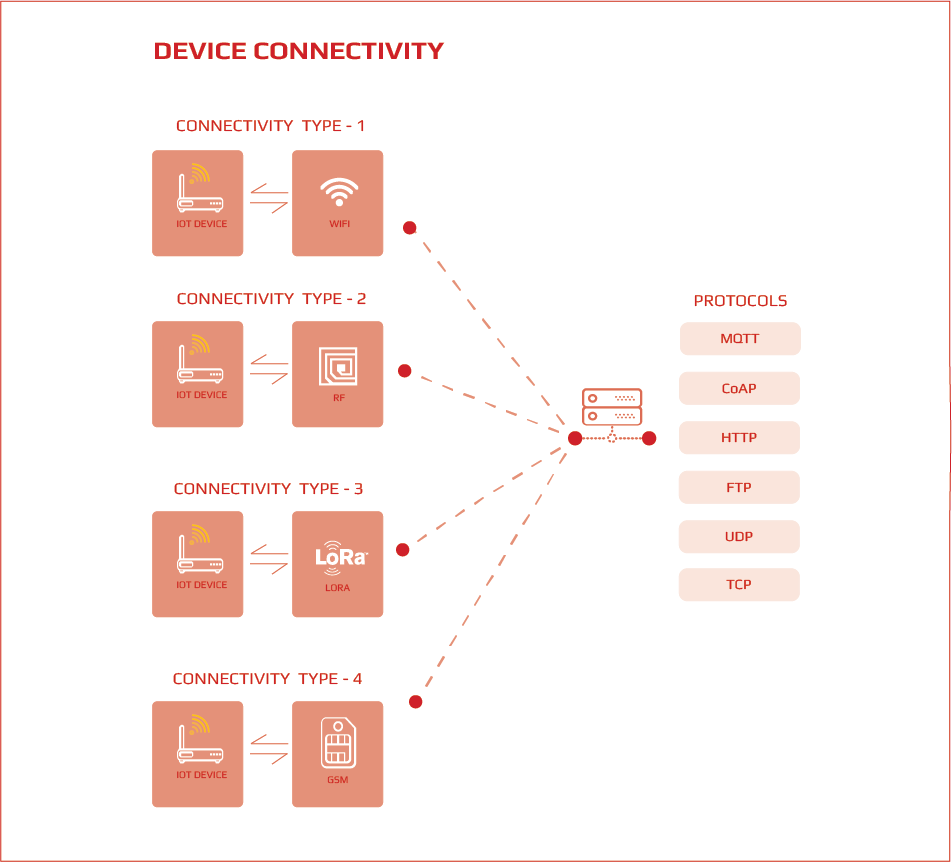 DEVICE CONNECTIVITY
CONNECTIVITY TYPE - 1
IOT DEVICE
WIFI
CONNECTIVITY TYPE - 2
IOT DEVICE
RF
CONNECTIVITY TYPE - 3
IOT DEVICE
LoRa™
LORA
CONNECTIVITY TYPE - 4
IOT DEVICE
GSM
PROTOCOLS
MQTT
CoAP
HTTP
FTP
UDP
TCP